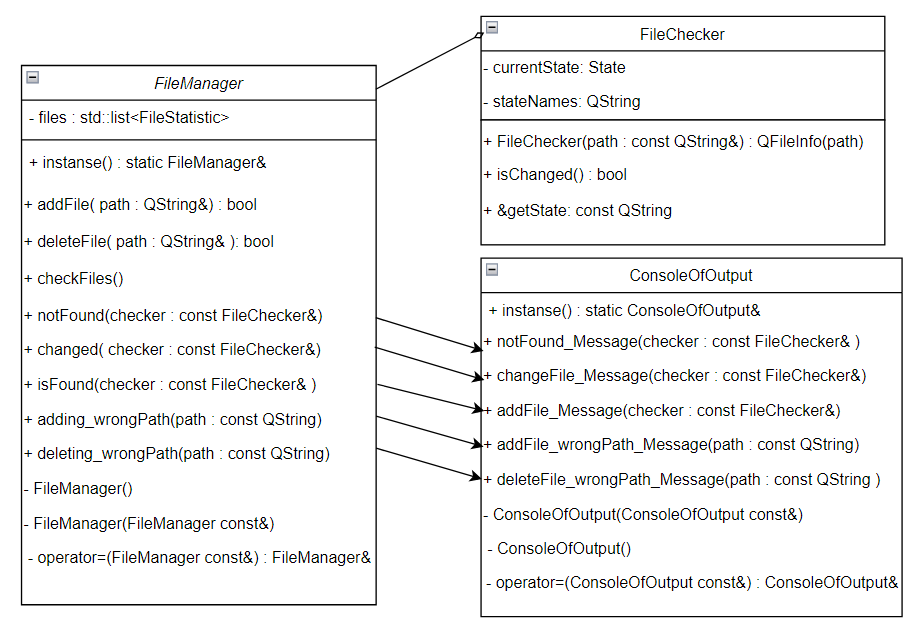 FileManager
- files : std::list<FileStatistic>
+ instanse() : static FileManager&
+ addFile( path : QString&) : bool
+ deleteFile( path : QString& ): bool
+ checkFiles()
+ notFound(checker : const FileChecker&)
+ changed( checker : const FileChecker&)
+ isFound(checker : const FileChecker& )
+ adding_wrongPath(path : const QString)
+ deleting_wrongPath(path : const QString)
- FileManager()
- FileManager(FileManager const&)
- operator=(FileManager const&) : FileManager&
FileChecker
- currentState: State
- stateNames: QString
+ FileChecker(path : const QString&) : QFileInfo(path)
+ isChanged() : bool
+ &getState: const QString
ConsoleOfOutput
+ instanse() : static ConsoleOfOutput&
+ notFound_Message(checker : const FileChecker& )
+ changeFile_Message(checker : const FileChecker&)
+ addFile_Message(checker : const FileChecker&)
+ addFile_wrongPath_Message(path : const QString)
+ deleteFile_wrongPath_Message(path : const QString )
- ConsoleOfOutput(ConsoleOfOutput const&)
- ConsoleOfOutput()
- operator=(ConsoleOfOutput const&) : ConsoleOfOutput&